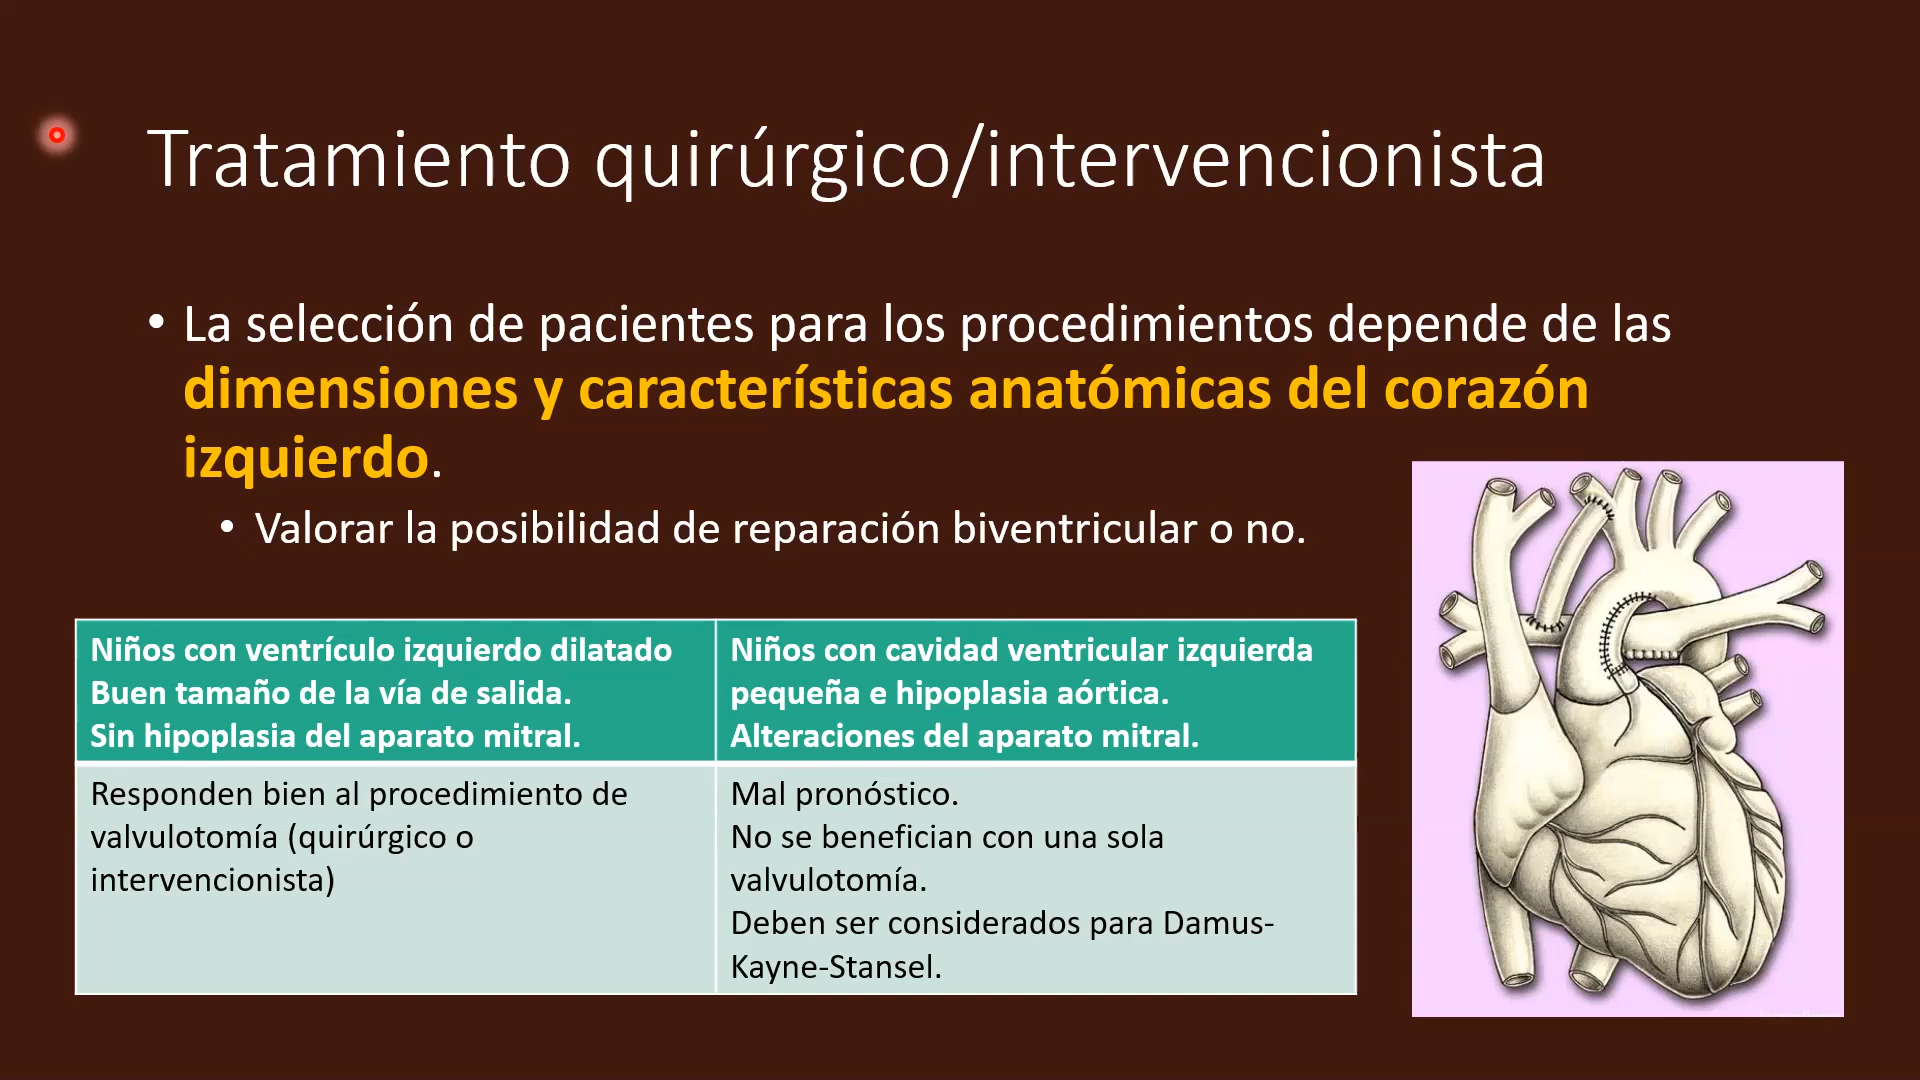 Tratamiento quirúrgico/intervencionista
• La selección de pacientes para los procedimientos depende de las
dimensiones y características anatómicas del corazón
izquierdo.
• Valorar la posibilidad de reparación biventricular o no.
Niños con ventrículo izquierdo dilatado
Buen tamaño de la vía de salida.
Sin hipoplasia del aparato mitral.
Niños con cavidad ventricular izquierda
pequeña e hipoplasia aórtica.
Alteraciones del aparato mitral.
Responden bien al procedimiento de
valvulotomía (quirúrgico o
intervencionista)
Mal pronóstico.
No se benefician con una sola
valvulotomía.
Deben ser considerados para Damus-
Kayne-Stansel.